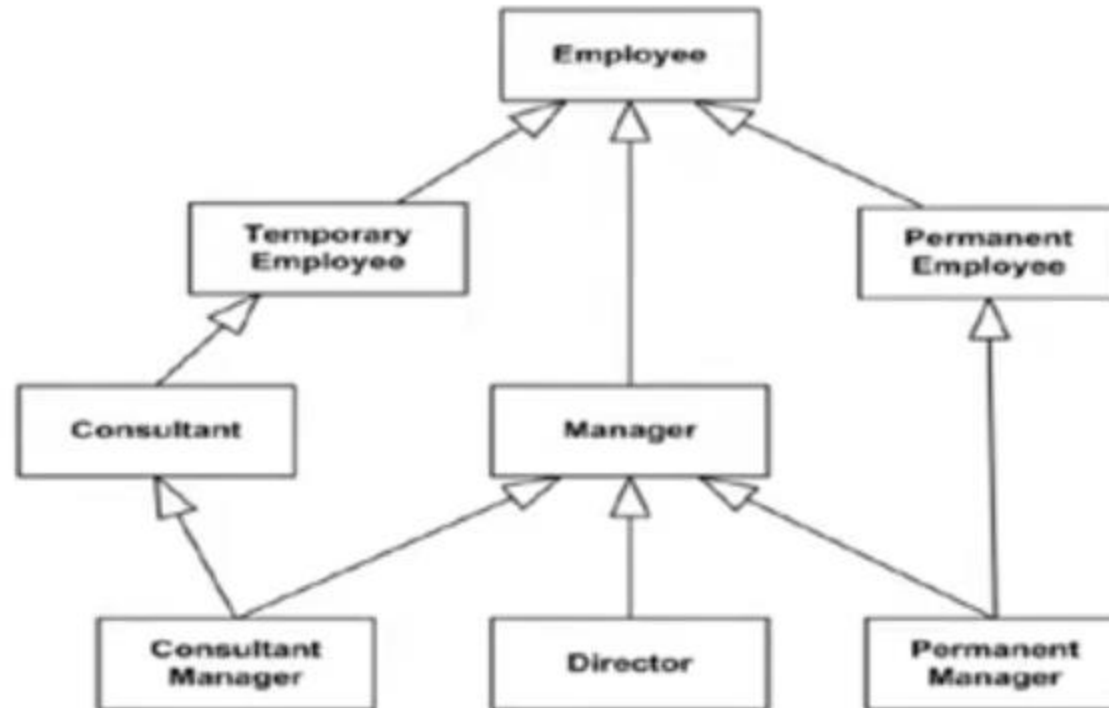 Employee
Temporary
Employee
Permanent
Employee
Consultant
Manager
Consultant
Manager
Director
Permanent
Manager